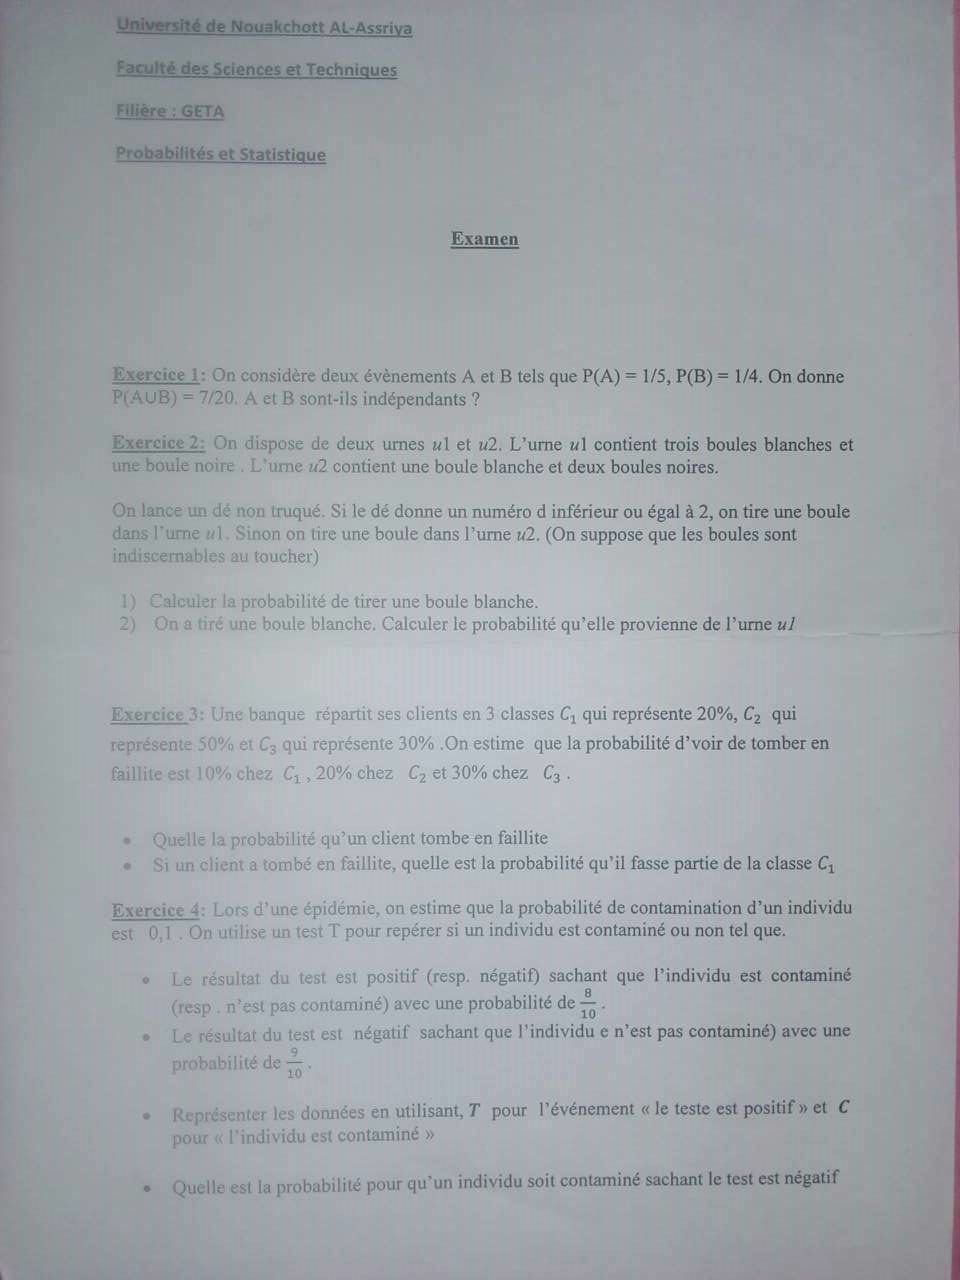 Université de Nouakchott AL-Assriya
Faculté des Sciences et Techniques
Filière : GETA
Probabilités et Statistique
Examen
Exercice 1: On considère deux évènements A et B tels que P(A) = 1/5, P(B) = 1/4. On donne
P(A∪B) = 7/20. A et B sont-ils indépendants ?
Exercice 2: On dispose de deux urnes u1 et u2. L'urne u1 contient trois boules blanches et
une boule noire . L'urne u2 contient une boule blanche et deux boules noires.
On lance un dé non truqué. Si le dé donne un numéro d inférieur ou égal à 2, on tire une boule
dans l'urne u1. Sinon on tire une boule dans l'urne u2. (On suppose que les boules sont
indiscernables au toucher)
1) Calculer la probabilité de tirer une boule blanche.
2) On a tiré une boule blanche. Calculer le probabilité qu'elle provienne de l'urne u1
Exercice 3: Une banque répartit ses clients en 3 classes C₁ qui représente 20%, C₂ qui
représente 50% et C₃ qui représente 30% .On estime que la probabilité d'voir de tomber en
faillite est 10% chez C₁ , 20% chez C₂ et 30% chez C₃ .
• Quelle la probabilité qu'un client tombe en faillite
• Si un client a tombé en faillite, quelle est la probabilité qu'il fasse partie de la classe C₁
Exercice 4: Lors d'une épidémie, on estime que la probabilité de contamination d'un individu
est 0,1 . On utilise un test T pour repérer si un individu est contaminé ou non tel que.
• Le résultat du test est positif (resp. négatif) sachant que l'individu est contaminé
(resp . n'est pas contaminé) avec une probabilité de 8/10 .
• Le résultat du test est négatif sachant que l'individu e n'est pas contaminé) avec une
probabilité de 9/10 .
• Représenter les données en utilisant, T pour l'événement « le teste est positif » et C
pour « l'individu est contaminé »
• Quelle est la probabilité pour qu'un individu soit contaminé sachant le test est négatif